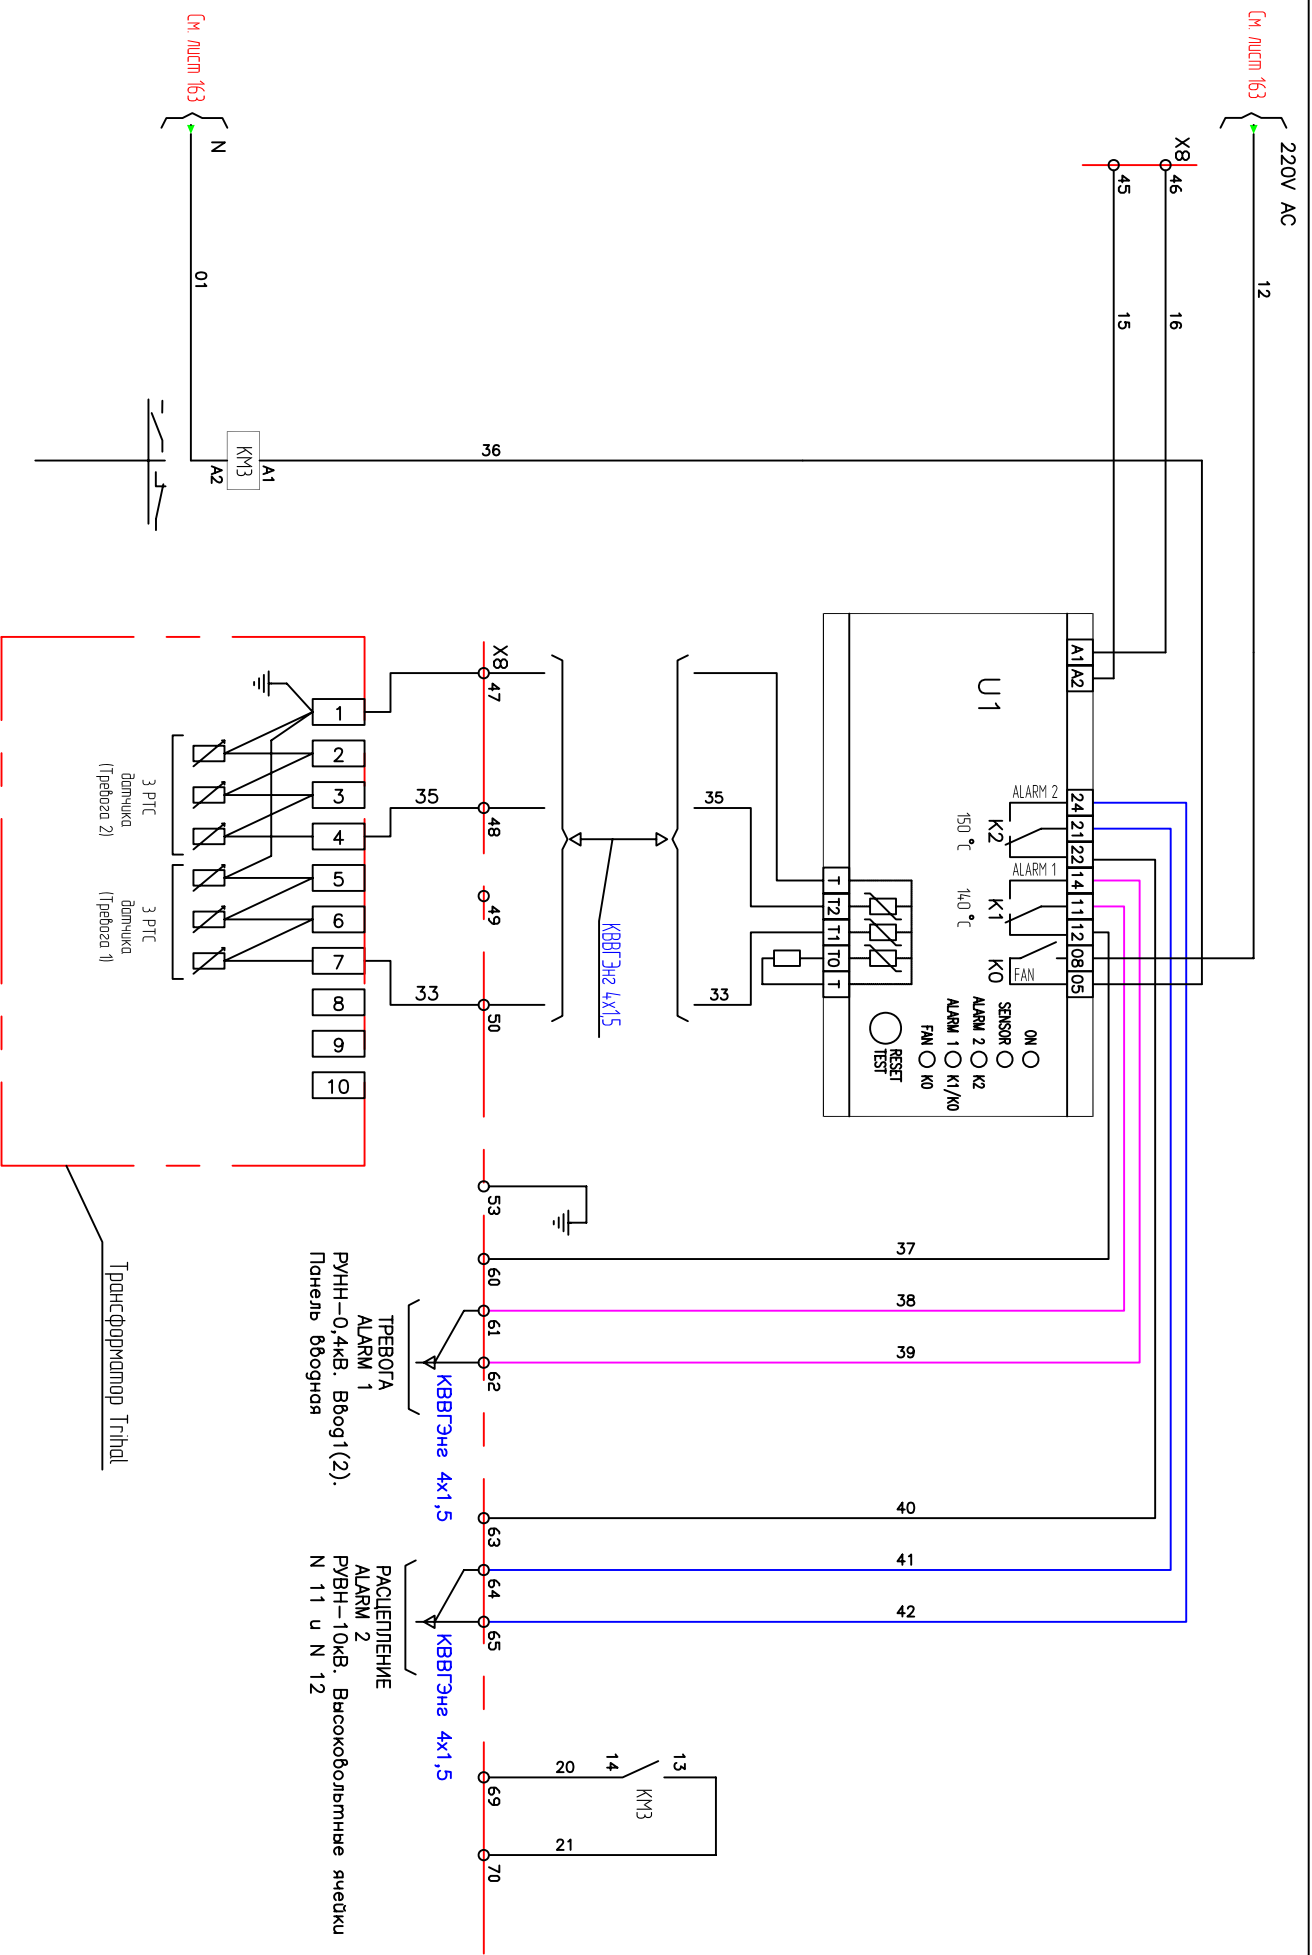 См. лист 163
220V AC
12
X8
46
45
16
15
См. лист 163
N
01
36
KM3
A1
A2
U1
A1
A2
24
21
22
14
11
12
08
05
ALARM 2
K2
150 °C
ALARM 1
K1
140 °C
K0
FAN
ON
SENSOR
ALARM 2
K2
ALARM 1
K1/K0
FAN
K0
RESET
TEST
T
T2
T1
T0
T
35
33
КВВГЭнг 4х1,5
X8
47
48
49
50
53
60
61
62
63
64
65
69
70
35
33
1
2
3
4
5
6
7
8
9
10
3 PTC
датчика
(Тревога 2)
3 PTC
датчика
(Тревога 1)
Трансформатор Trihal
37
38
39
40
41
42
КВВГЭнг 4х1,5
ТРЕВОГА
ALARM 1
РУНН-0,4кВ. Ввод1(2).
Панель вводная
КВВГЭнг 4х1,5
РАСЦЕПЛЕНИЕ
ALARM 2
РУВН-10кВ. Высоковольтные ячейки
N 11 и N 12
20
14
13
KM3
21